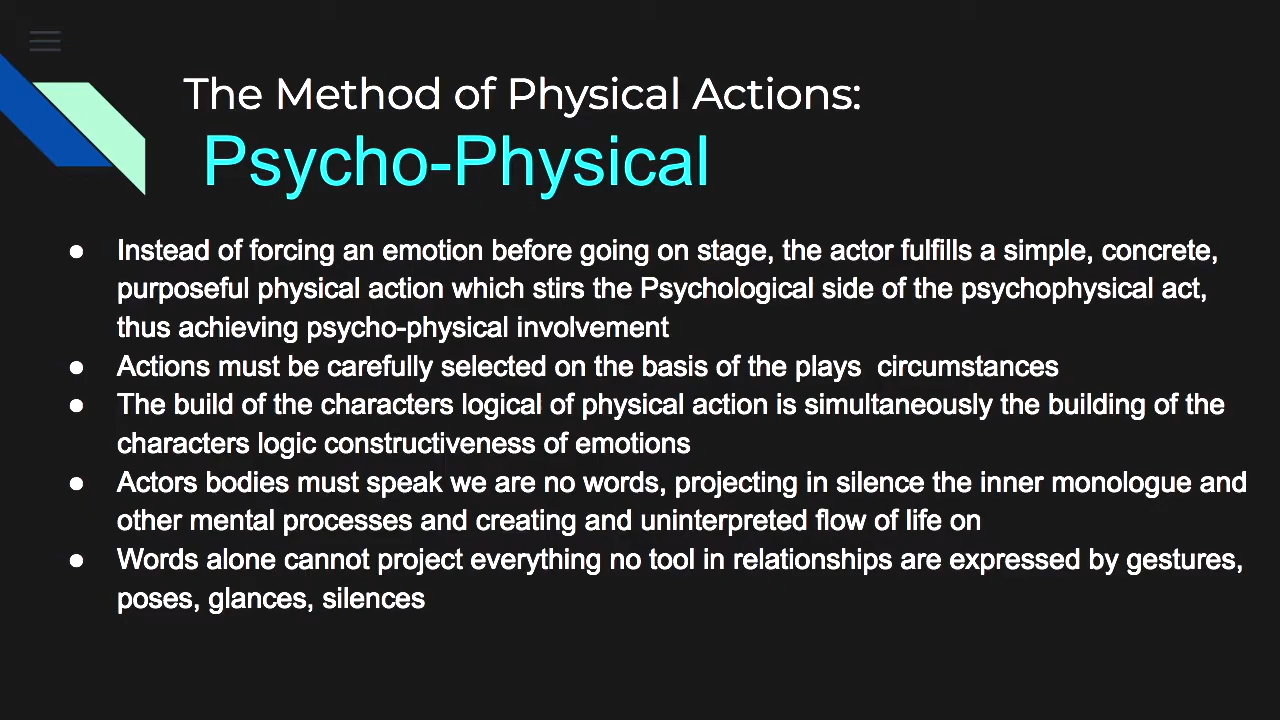 The Method of Physical Actions:
Psycho-Physical
● Instead of forcing an emotion before going on stage, the actor fulfills a simple, concrete,
purposeful physical action which stirs the Psychological side of the psychophysical act,
thus achieving psycho-physical involvement
● Actions must be carefully selected on the basis of the plays  circumstances
● The build of the characters logical of physical action is simultaneously the building of the
characters logic constructiveness of emotions
● Actors bodies must speak we are no words, projecting in silence the inner monologue and
other mental processes and creating and uninterpreted flow of life on
● Words alone cannot project everything no tool in relationships are expressed by gestures,
poses, glances, silences